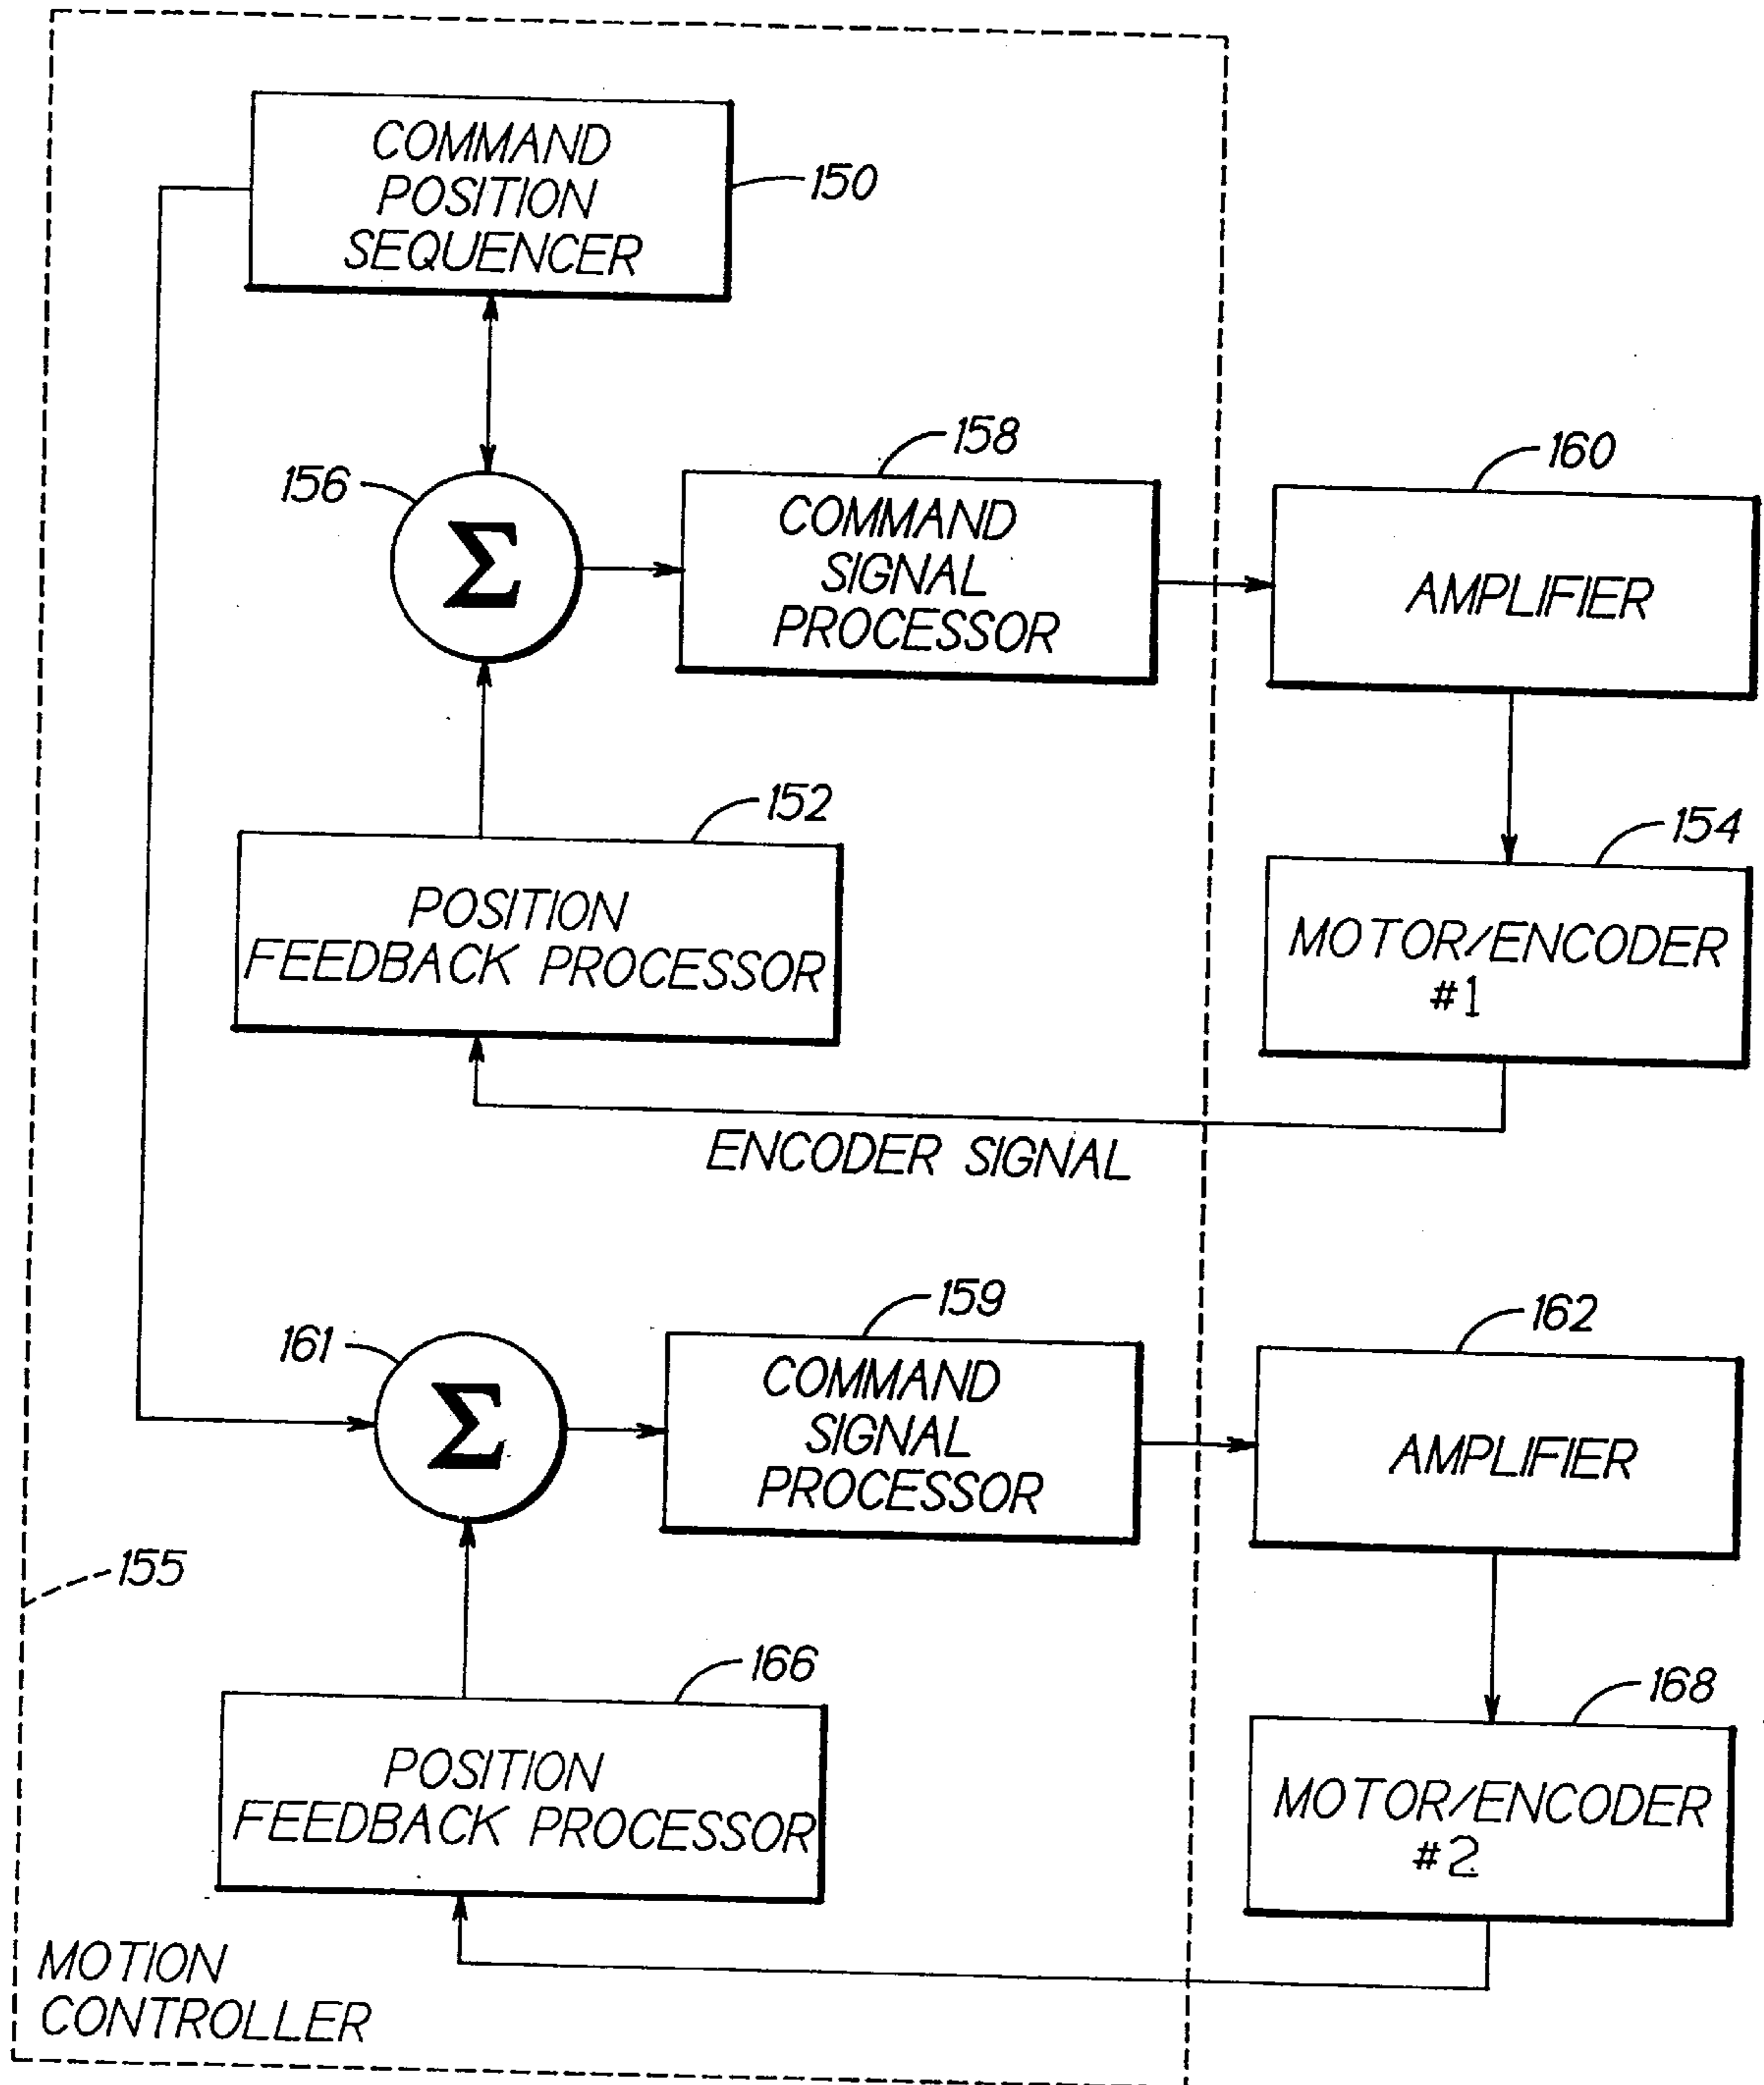 COMMAND
POSITION
SEQUENCER
150
156
Σ
158
COMMAND
SIGNAL
PROCESSOR
160
AMPLIFIER
152
POSITION
FEEDBACK PROCESSOR
154
MOTOR/ENCODER
#1
ENCODER SIGNAL
161
Σ
159
COMMAND
SIGNAL
PROCESSOR
162
AMPLIFIER
155
166
POSITION
FEEDBACK PROCESSOR
168
MOTOR/ENCODER
#2
MOTION
CONTROLLER